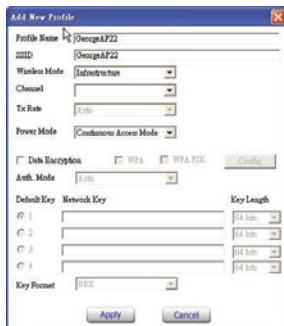 Add New Profile
Profile Name GeorgeAP22
SSID GeorgeAP22
Wireless Mode Infrastructure
Channel
Tx Rate Auto
Power Mode Continuous Access Mode
Data Encryption WPA WPA PSK Config
Auth. Mode Auto
Default Key Network Key Key Length
1 64 bits
2 64 bits
3 64 bits
4 64 bits
Key Format HEX
Apply Cancel